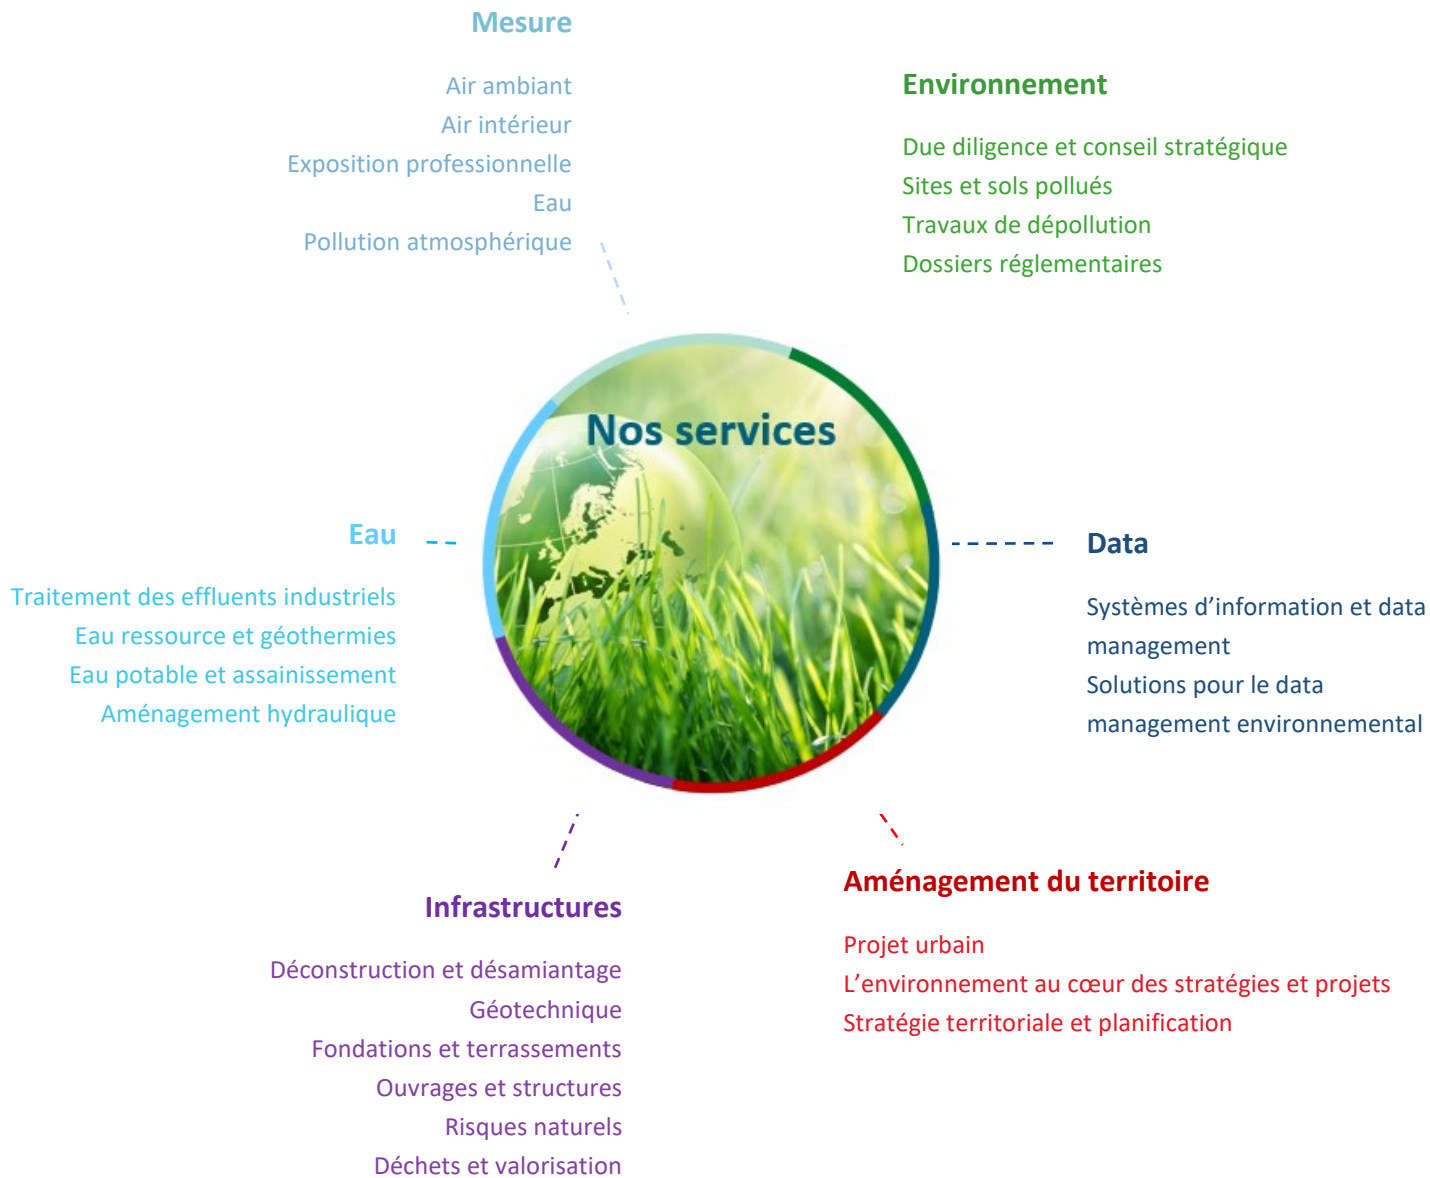 Mesure
Air ambiant
Air intérieur
Exposition professionnelle
Eau
Pollution atmosphérique
Environnement
Due diligence et conseil stratégique
Sites et sols pollués
Travaux de dépollution
Dossiers réglementaires
Nos services
Eau
Traitement des effluents industriels
Eau ressource et géothermies
Eau potable et assainissement
Aménagement hydraulique
Data
Systèmes d’information et data
management
Solutions pour le data
management environnemental
Infrastructures
Déconstruction et désamiantage
Géotechnique
Fondations et terrassements
Ouvrages et structures
Risques naturels
Déchets et valorisation
Aménagement du territoire
Projet urbain
L’environnement au cœur des stratégies et projets
Stratégie territoriale et planification